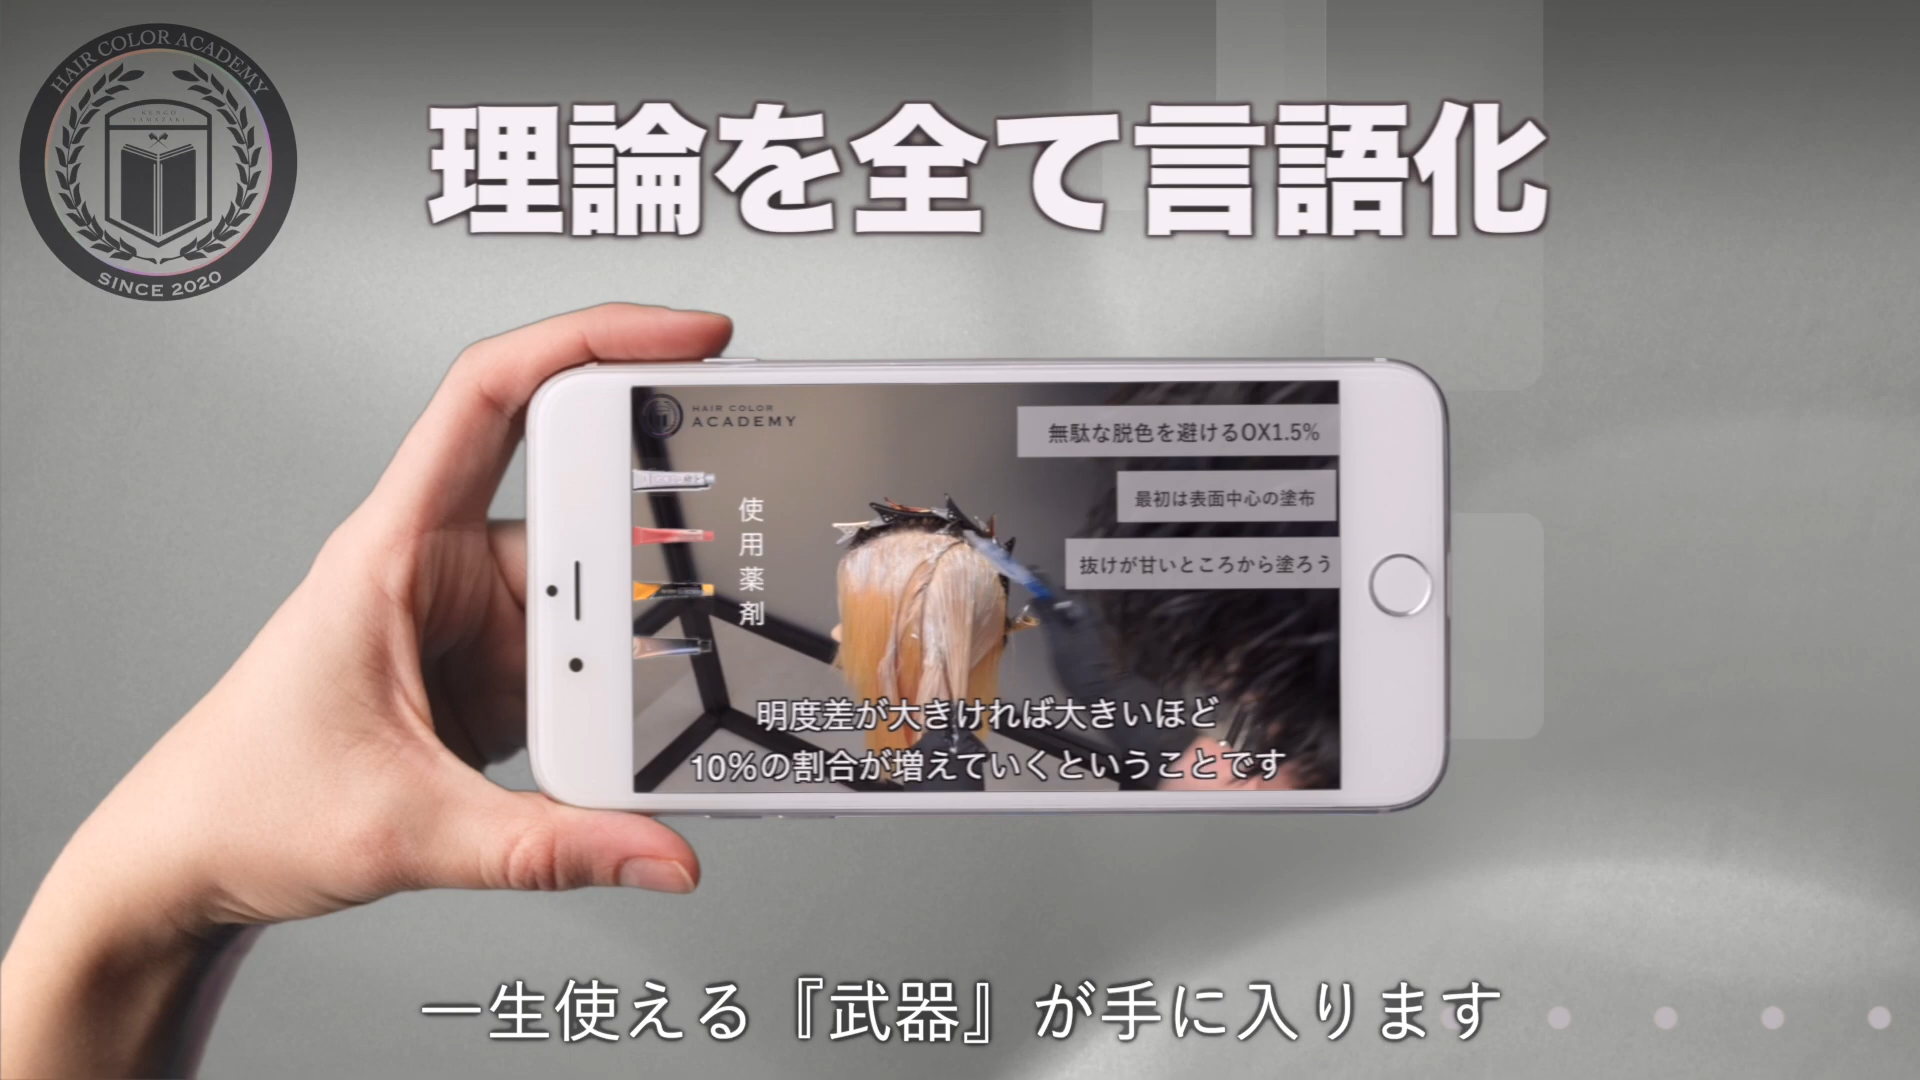 HAIR COLOR ACADEMY
SINCE 2020
理論を全て言語化
HAIR COLOR
ACADEMY
無駄な脱色を避けるOX1.5%
最初は表面中心の塗布
抜けが甘いところから塗ろう
使用薬剤
明度差が大きければ大きいほど
10%の割合が増えていくということです
一生使える『武器』が手に入ります